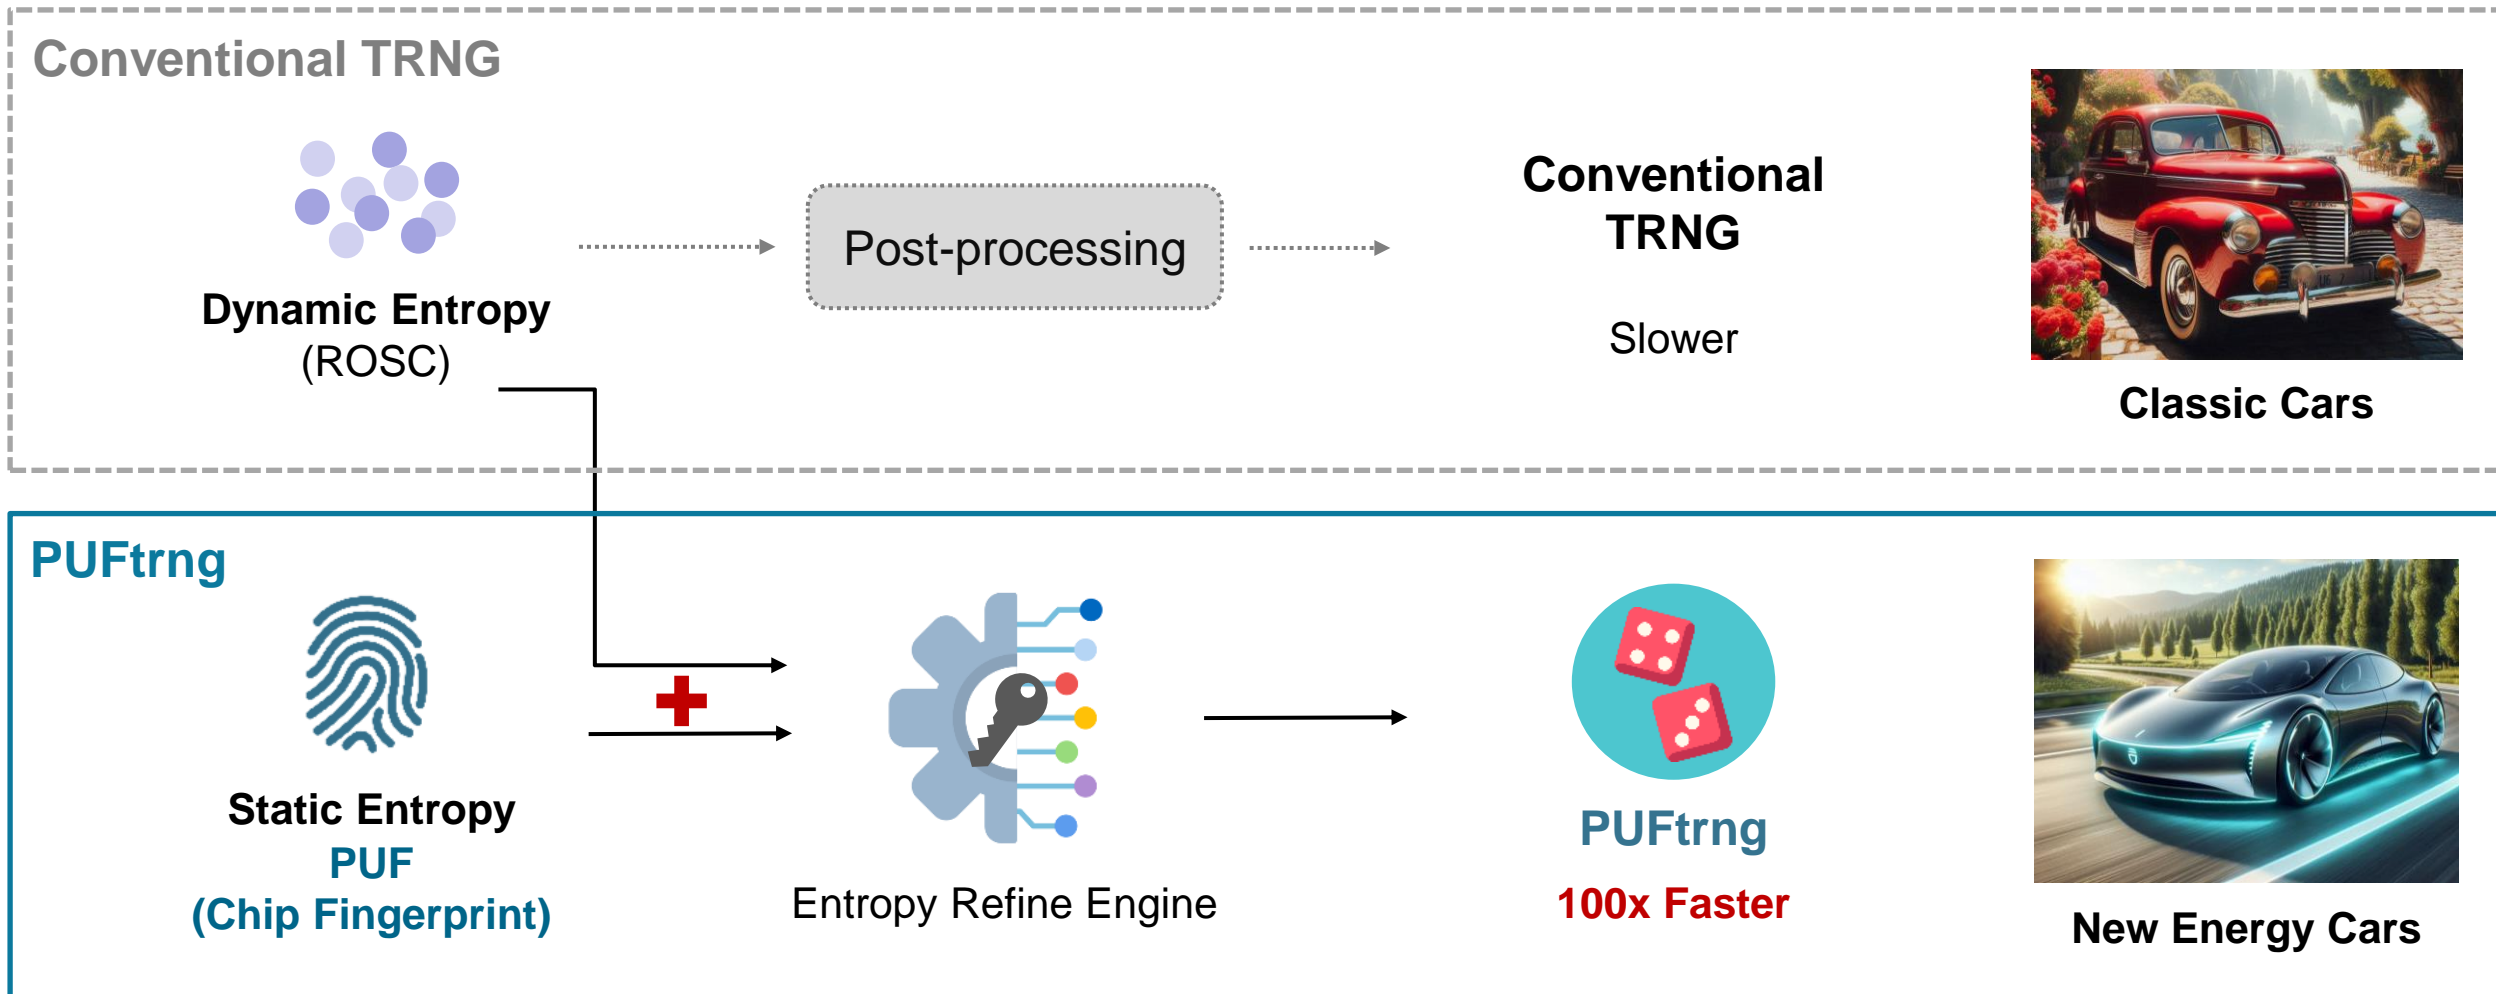 Conventional TRNG
Dynamic Entropy
(ROSC)
Post-processing
Conventional
TRNG
Slower
Classic Cars
PUFtrng
Static Entropy
PUF
(Chip Fingerprint)
Entropy Refine Engine
PUFtrng
100x Faster
New Energy Cars